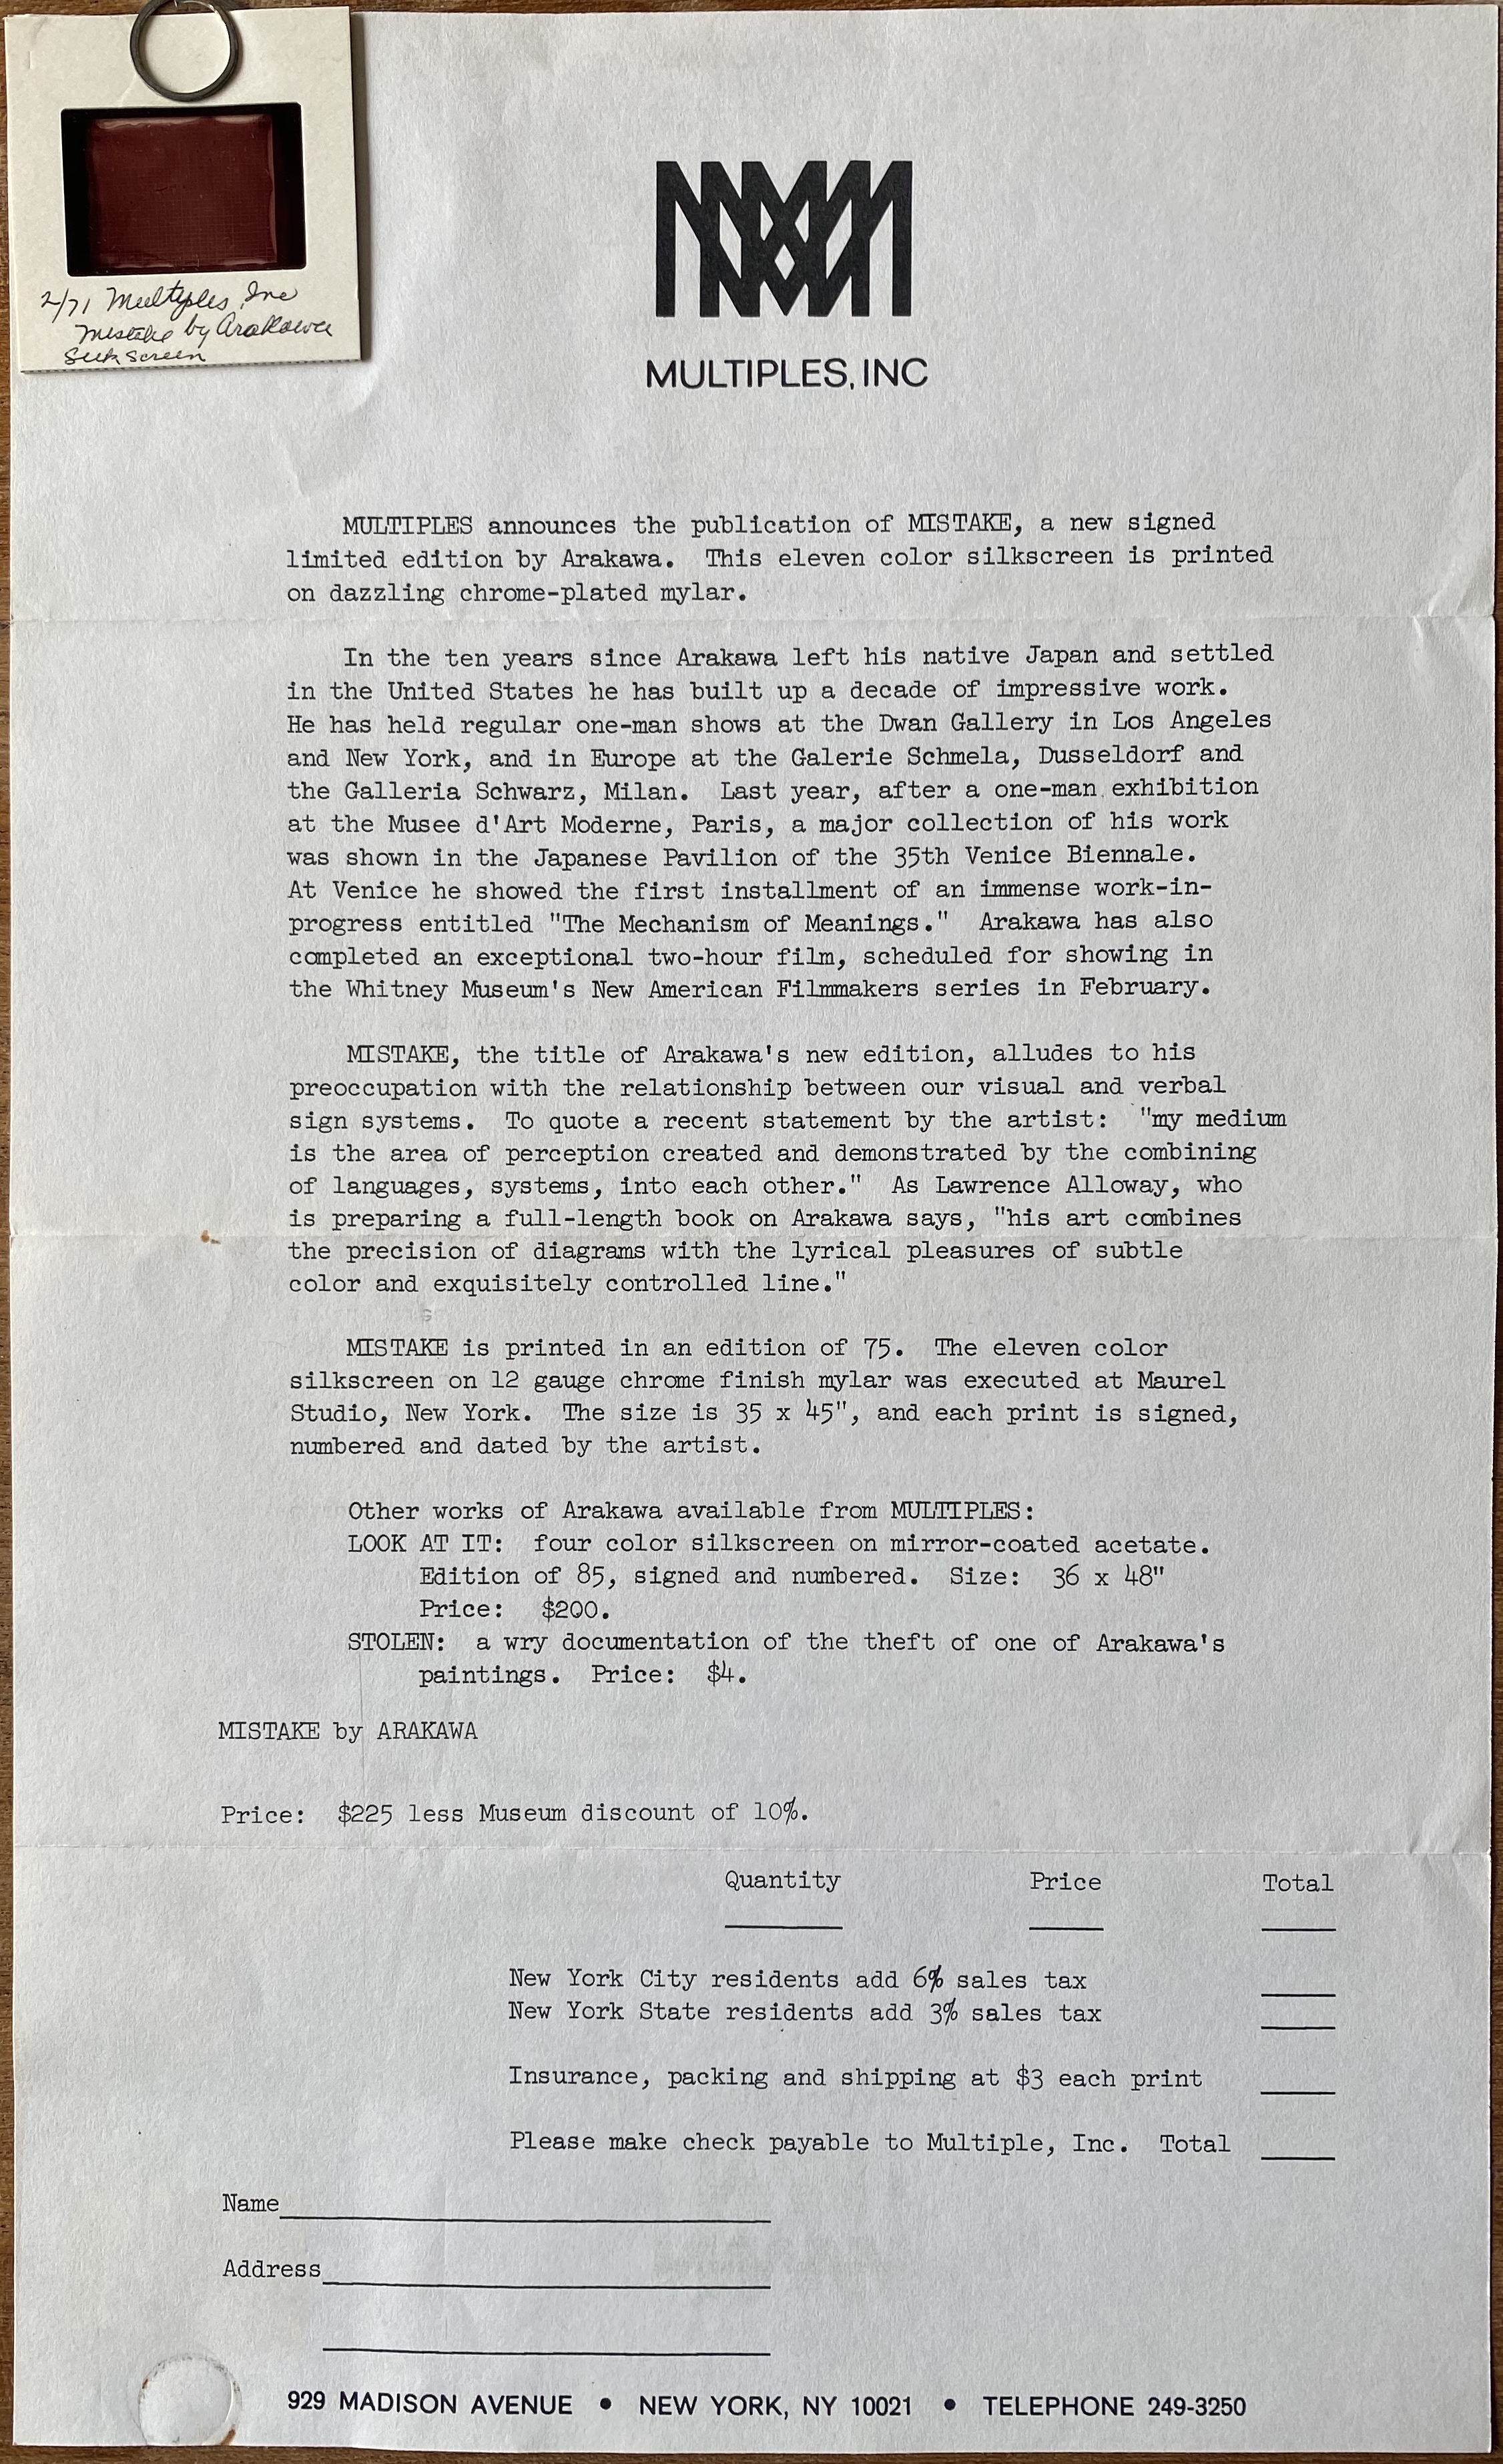 2/71 Multiples, Inc
Mistake by Arakawa
Silk Screen
MULTIPLES, INC
MULTIPLES announces the publication of MISTAKE, a new signed
limited edition by Arakawa. This eleven color silkscreen is printed
on dazzling chrome-plated mylar.
In the ten years since Arakawa left his native Japan and settled
in the United States he has built up a decade of impressive work.
He has held regular one-man shows at the Dwan Gallery in Los Angeles
and New York, and in Europe at the Galerie Schmela, Dusseldorf and
the Galleria Schwarz, Milan. Last year, after a one-man exhibition
at the Musee d'Art Moderne, Paris, a major collection of his work
was shown in the Japanese Pavilion of the 35th Venice Biennale.
At Venice he showed the first installment of an immense work-in-
progress entitled "The Mechanism of Meanings." Arakawa has also
completed an exceptional two-hour film, scheduled for showing in
the Whitney Museum's New American Filmmakers series in February.
MISTAKE, the title of Arakawa's new edition, alludes to his
preoccupation with the relationship between our visual and verbal
sign systems. To quote a recent statement by the artist: "my medium
is the area of perception created and demonstrated by the combining
of languages, systems, into each other." As Lawrence Alloway, who
is preparing a full-length book on Arakawa says, "his art combines
the precision of diagrams with the lyrical pleasures of subtle
color and exquisitely controlled line."
MISTAKE is printed in an edition of 75. The eleven color
silkscreen on 12 gauge chrome finish mylar was executed at Maurel
Studio, New York. The size is 35 x 45", and each print is signed,
numbered and dated by the artist.
Other works of Arakawa available from MULTIPLES:
LOOK AT IT: four color silkscreen on mirror-coated acetate.
Edition of 85, signed and numbered. Size: 36 x 48"
Price: $200.
STOLEN: a wry documentation of the theft of one of Arakawa's
paintings. Price: $4.
MISTAKE by ARAKAWA
Price: $225 less Museum discount of 10%.
Quantity Price Total
New York City residents add 6% sales tax
New York State residents add 3% sales tax
Insurance, packing and shipping at $3 each print
Please make check payable to Multiple, Inc. Total
Name
Address
929 MADISON AVENUE • NEW YORK, NY 10021 • TELEPHONE 249-3250